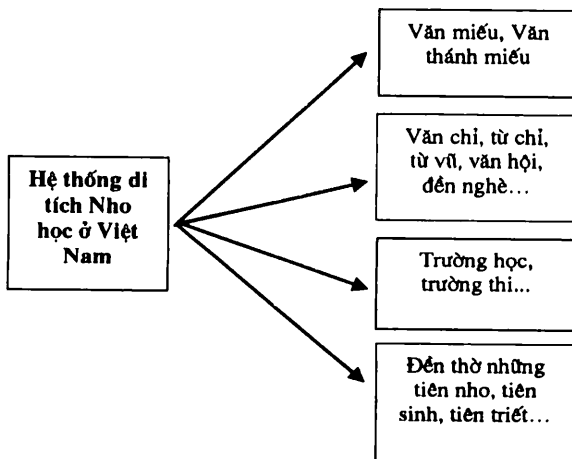 Hệ thống di
tích Nho
học ở Việt
Nam
Văn miếu, Văn
thánh miếu
Văn chỉ, từ chỉ,
từ vũ, văn hội,
đền nghè...
Trường học,
trường thi...
Đền thờ những
tiên nho, tiên
sinh, tiên triết...